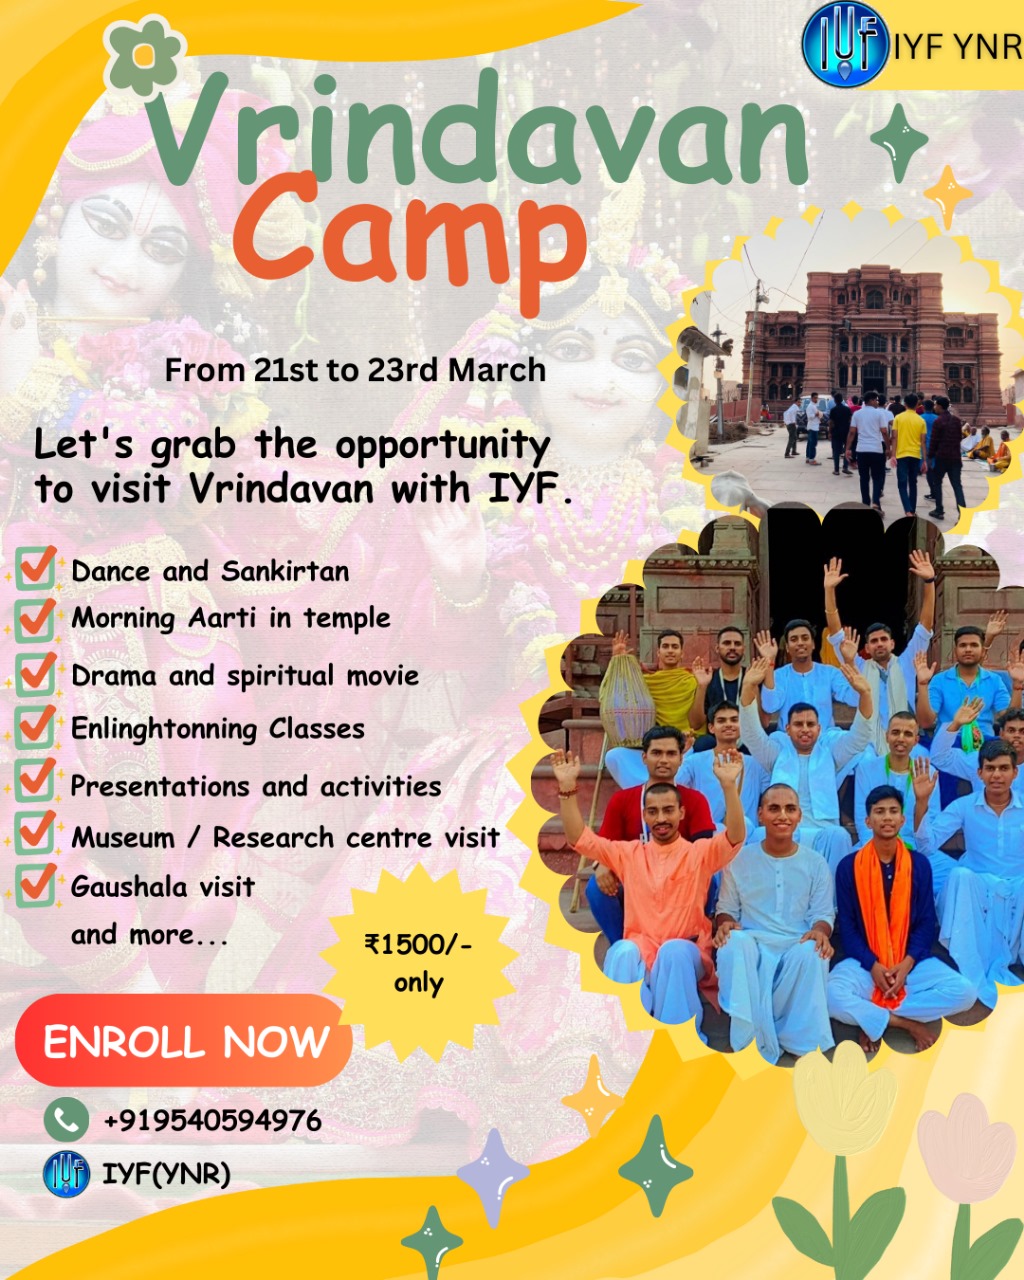 IYF
IYF YNR
Vrindavan
Camp
From 21st to 23rd March
Let's grab the opportunity
to visit Vrindavan with IYF.
Dance and Sankirtan
Morning Aarti in temple
Drama and spiritual movie
Enlinghtonning Classes
Presentations and activities
Museum / Research centre visit
Gaushala visit
and more...
₹1500/-
only
ENROLL NOW
+919540594976
IYF
IYF(YNR)